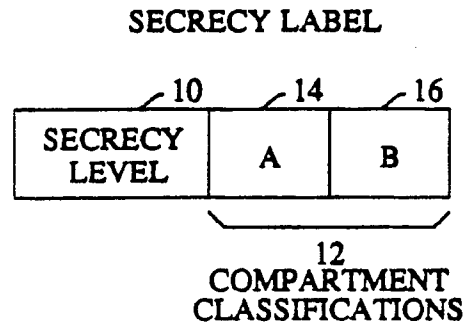 SECRECY LABEL
10 14 16
SECRECY LEVEL A B
12
COMPARTMENT
CLASSIFICATIONS